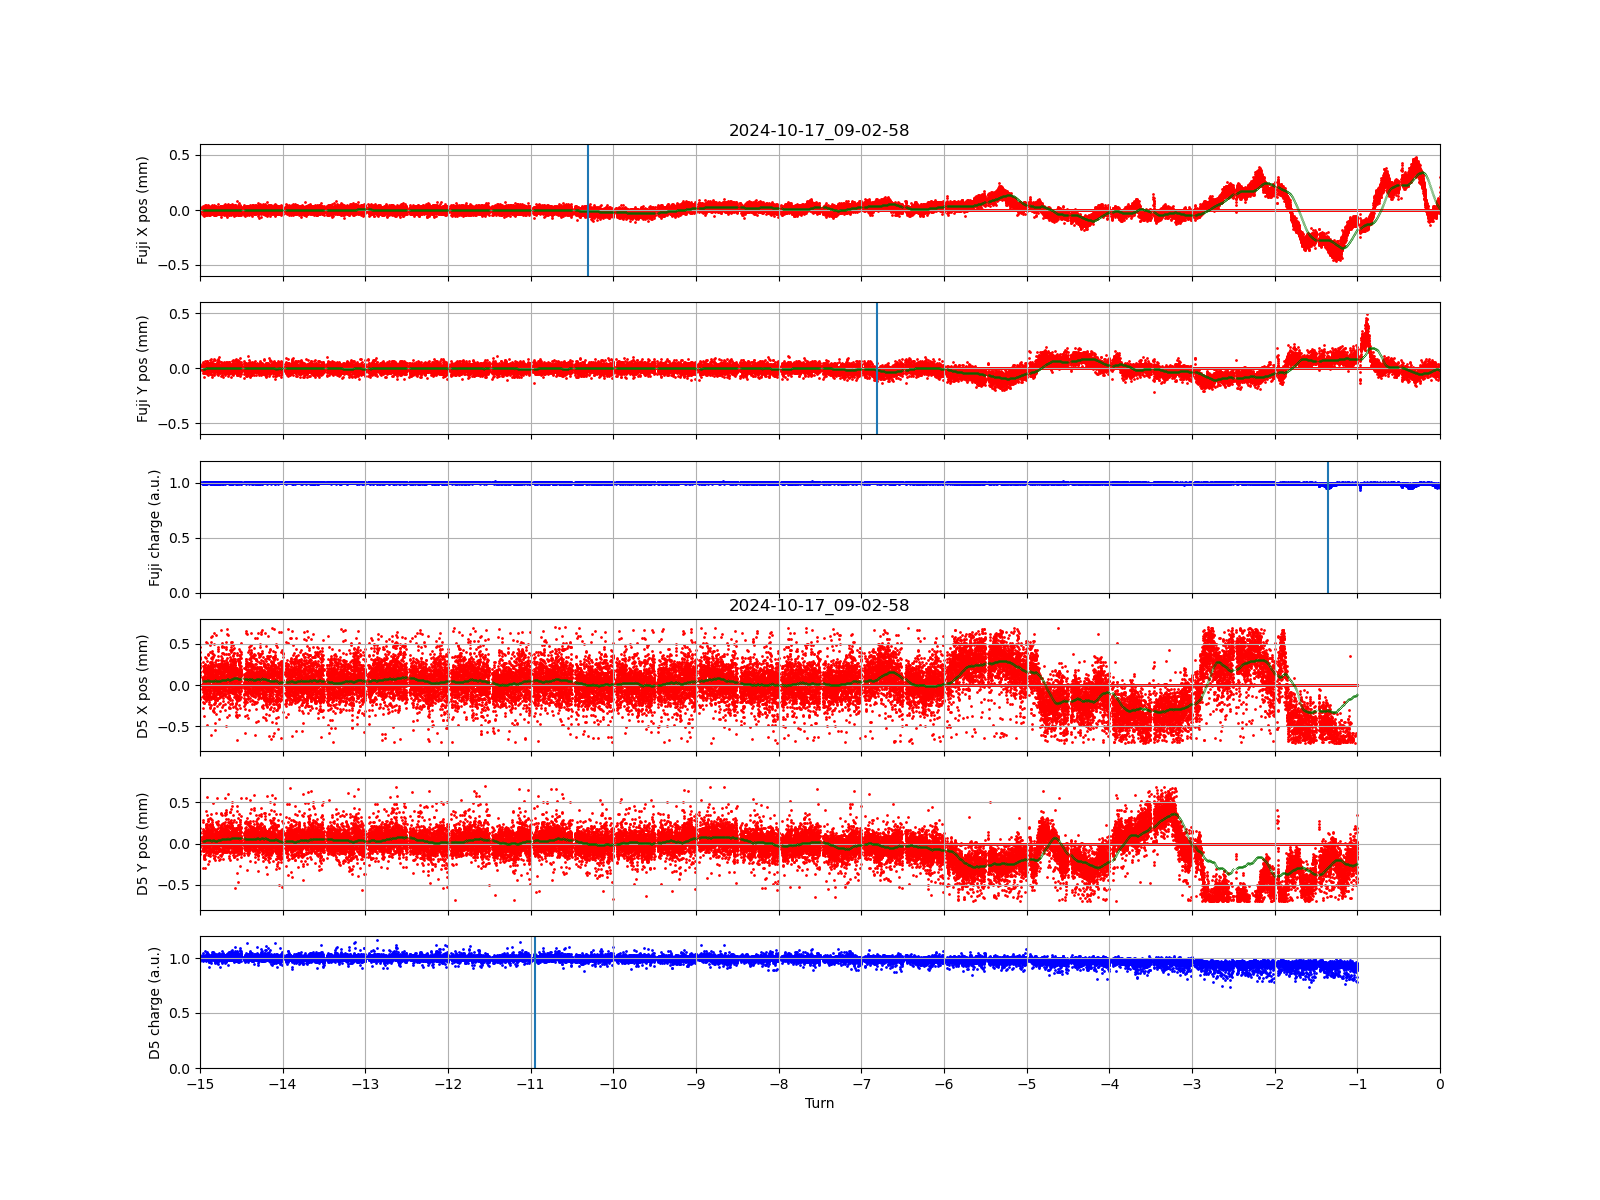 2024-10-17_09-02-58
Fuji X pos (mm)
0.5
0.0
−0.5
Fuji Y pos (mm)
0.5
0.0
−0.5
Fuji charge (a.u.)
1.0
0.5
0.0
2024-10-17_09-02-58
D5 X pos (mm)
0.5
0.0
−0.5
D5 Y pos (mm)
0.5
0.0
−0.5
D5 charge (a.u.)
1.0
0.5
0.0
−15 −14 −13 −12 −11 −10 −9 −8 −7 −6 −5 −4 −3 −2 −1 0
Turn